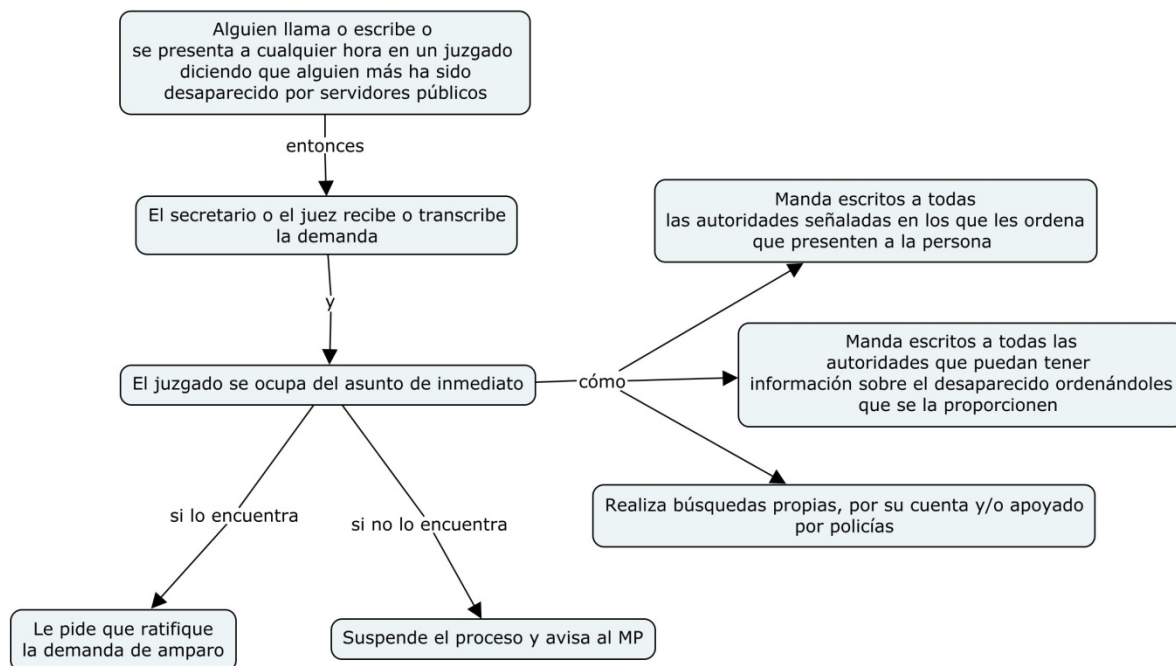 Alguien llama o escribe o
se presenta a cualquier hora en un juzgado
diciendo que alguien más ha sido
desaparecido por servidores públicos
entonces
El secretario o el juez recibe o transcribe
la demanda
y
El juzgado se ocupa del asunto de inmediato
cómo
Manda escritos a todas
las autoridades señaladas en los que les ordena
que presenten a la persona
Manda escritos a todas las
autoridades que puedan tener
información sobre el desaparecido ordenándoles
que se la proporcionen
Realiza búsquedas propias, por su cuenta y/o apoyado
por policías
si lo encuentra
si no lo encuentra
Le pide que ratifique
la demanda de amparo
Suspende el proceso y avisa al MP